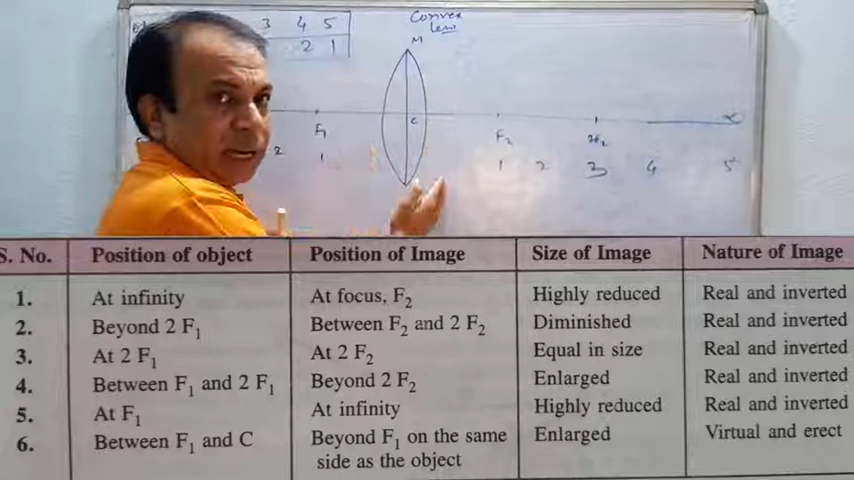 3 4 5
2 1
Convex
Lens
M
C
F₁
F₂
2F₂
2 1
1 2 3 4 5
S. No. Position of object Position of Image Size of Image Nature of Image
1. At infinity At focus, F₂ Highly reduced Real and inverted
2. Beyond 2 F₁ Between F₂ and 2 F₂ Diminished Real and inverted
3. At 2 F₁ At 2 F₂ Equal in size Real and inverted
4. Between F₁ and 2 F₁ Beyond 2 F₂ Enlarged Real and inverted
5. At F₁ At infinity Highly reduced Real and inverted
6. Between F₁ and C Beyond F₁ on the same Enlarged Virtual and erect
side as the object